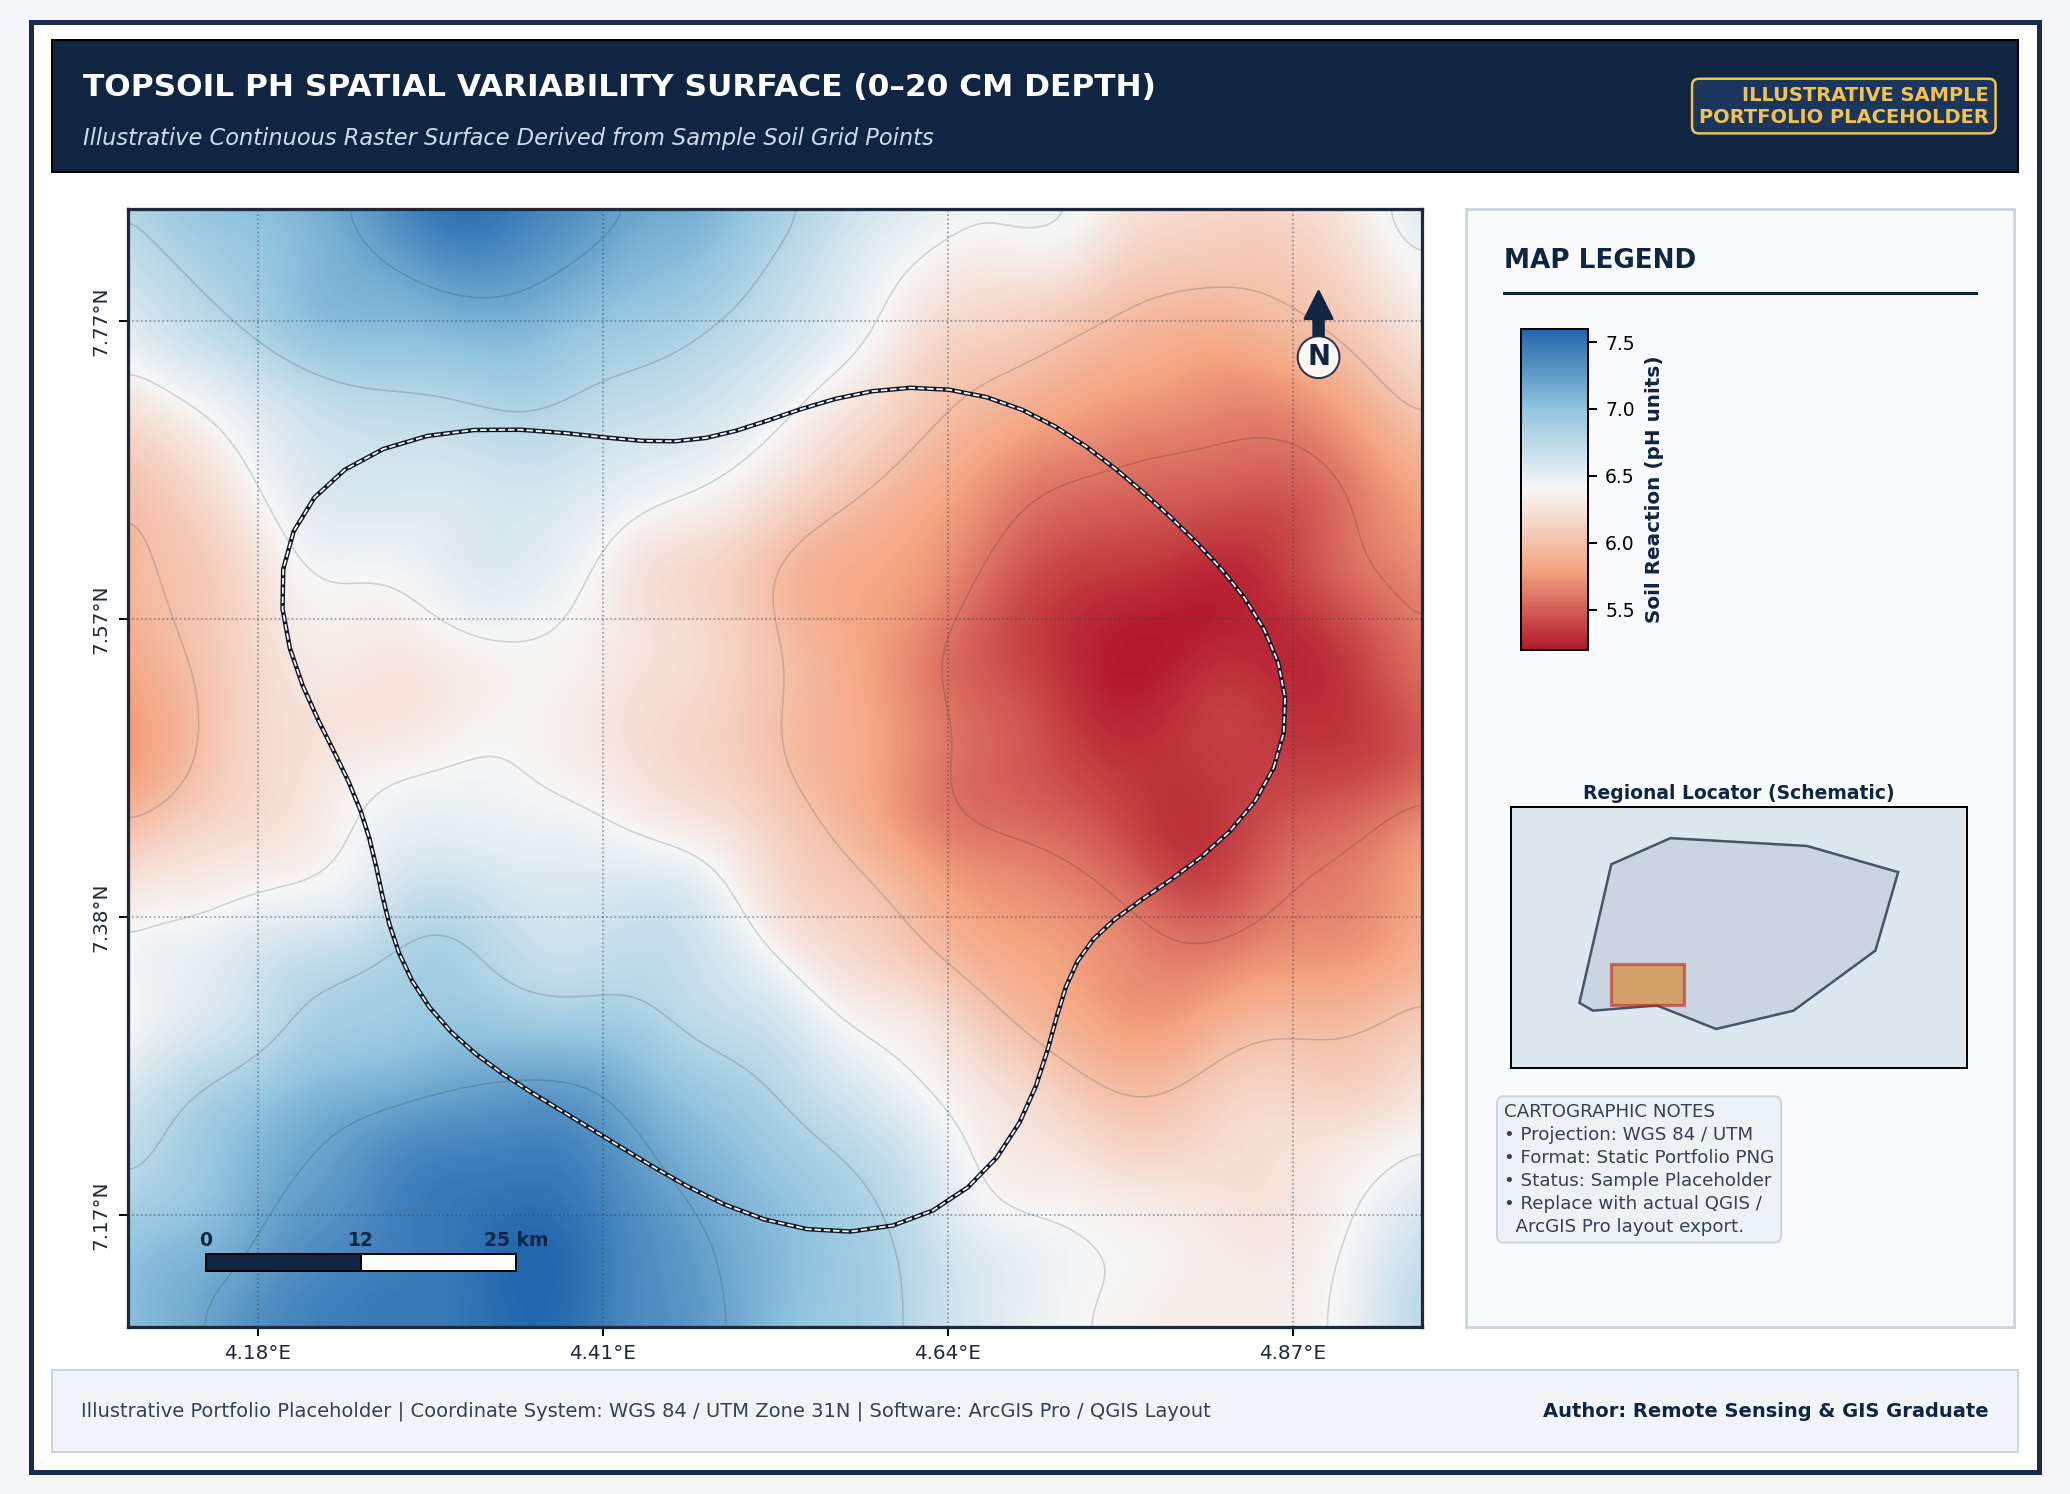 TOPSOIL PH SPATIAL VARIABILITY SURFACE (0–20 CM DEPTH)
Illustrative Continuous Raster Surface Derived from Sample Soil Grid Points
ILLUSTRATIVE SAMPLE
PORTFOLIO PLACEHOLDER
7.77°N
7.57°N
7.38°N
7.17°N
N
0 12 25 km
4.18°E 4.41°E 4.64°E 4.87°E
MAP LEGEND
7.5
7.0
6.5
6.0
5.5
Soil Reaction (pH units)
Regional Locator (Schematic)
CARTOGRAPHIC NOTES
• Projection: WGS 84 / UTM
• Format: Static Portfolio PNG
• Status: Sample Placeholder
• Replace with actual QGIS /
ArcGIS Pro layout export.
Illustrative Portfolio Placeholder | Coordinate System: WGS 84 / UTM Zone 31N | Software: ArcGIS Pro / QGIS Layout
Author: Remote Sensing & GIS Graduate